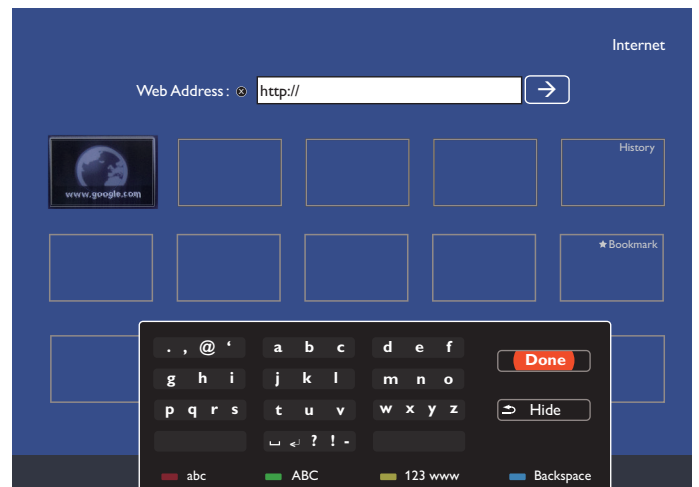 Internet
Web Address : ⓧ http:// →
www.google.com
History
★Bookmark
. , @ ‘ a b c d e f
Done
g h i j k l m n o
p q r s t u v w x y z Hide
␣ ↵ ? ! -
abc ABC 123 www Backspace